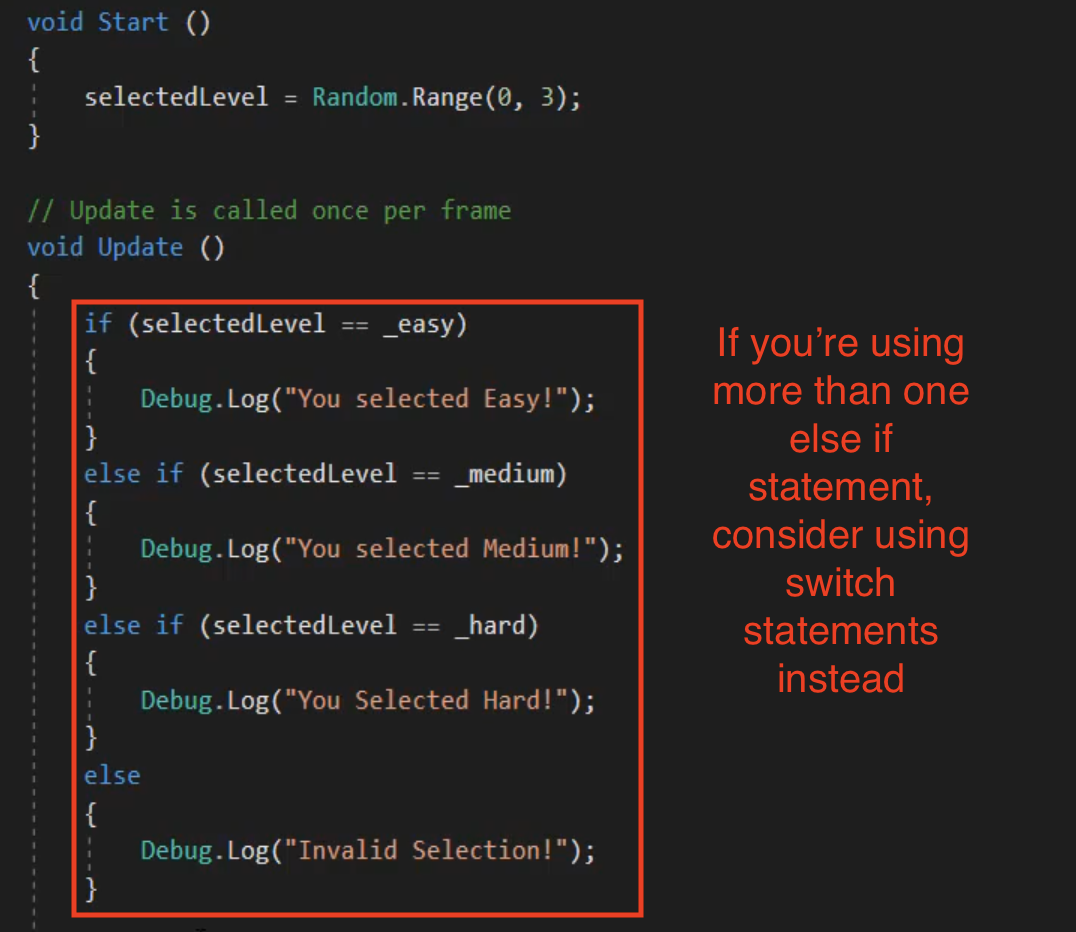 void Start ()
{
selectedLevel = Random.Range(0, 3);
}
// Update is called once per frame
void Update ()
{
if (selectedLevel == _easy)
{
Debug.Log("You selected Easy!");
}
else if (selectedLevel == _medium)
{
Debug.Log("You selected Medium!");
}
else if (selectedLevel == _hard)
{
Debug.Log("You Selected Hard!");
}
else
{
Debug.Log("Invalid Selection!");
}
If you’re using
more than one
else if
statement,
consider using
switch
statements
instead